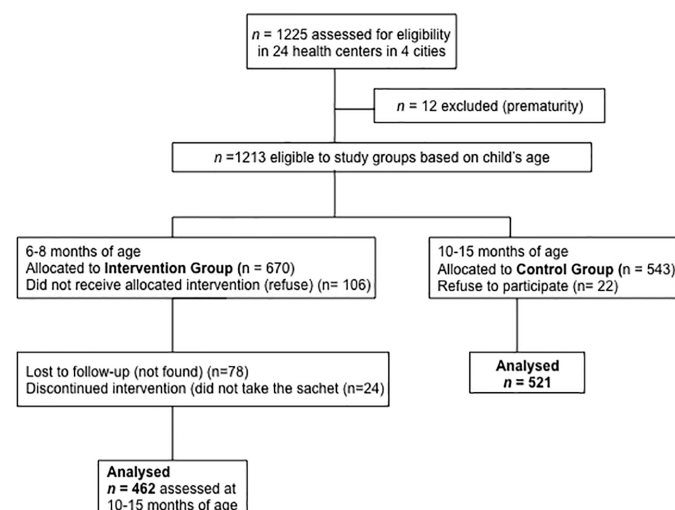 n = 1225 assessed for eligibility
in 24 health centers in 4 cities
n = 12 excluded (prematurity)
n =1213 eligible to study groups based on child's age
6-8 months of age
Allocated to Intervention Group (n = 670)
Did not receive allocated intervention (refuse) (n= 106)
10-15 months of age
Allocated to Control Group (n = 543)
Refuse to participate (n= 22)
Lost to follow-up (not found) (n=78)
Discontinued intervention (did not take the sachet (n=24)
Analysed
n = 521
Analysed
n = 462 assessed at
10-15 months of age